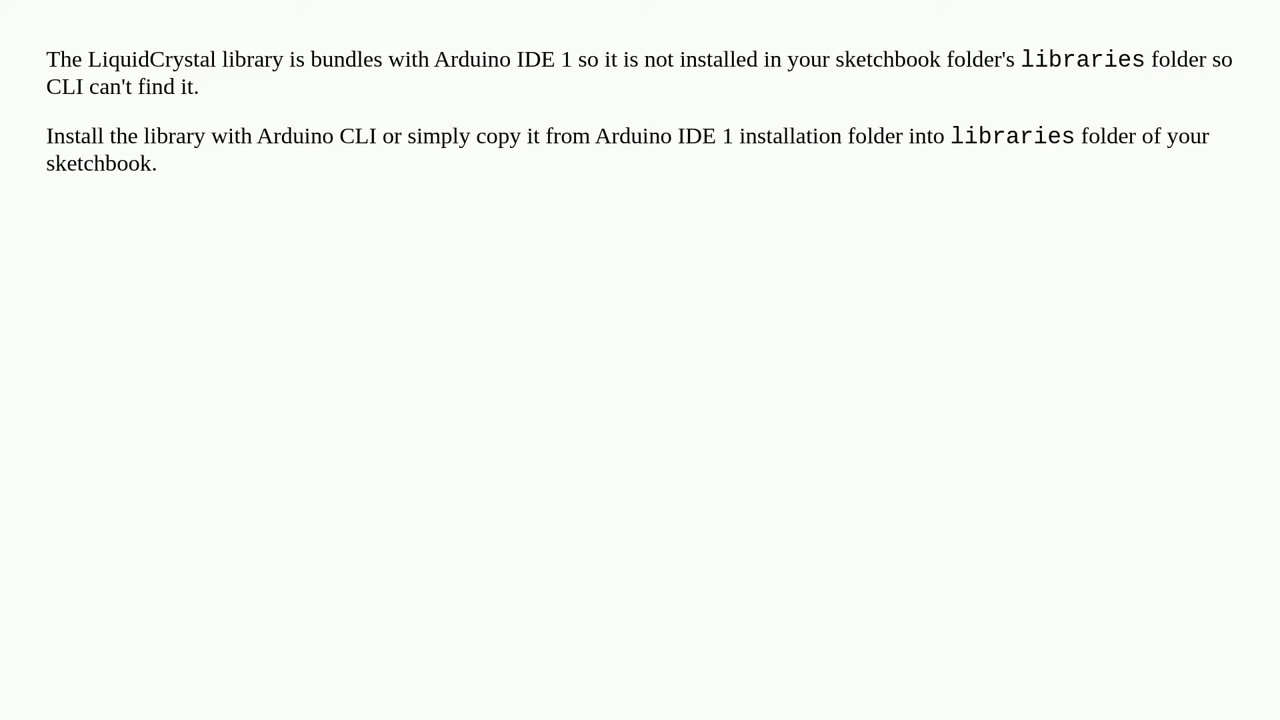 The LiquidCrystal library is bundles with Arduino IDE 1 so it is not installed in your sketchbook folder's libraries folder so
CLI can't find it.
Install the library with Arduino CLI or simply copy it from Arduino IDE 1 installation folder into libraries folder of your
sketchbook.